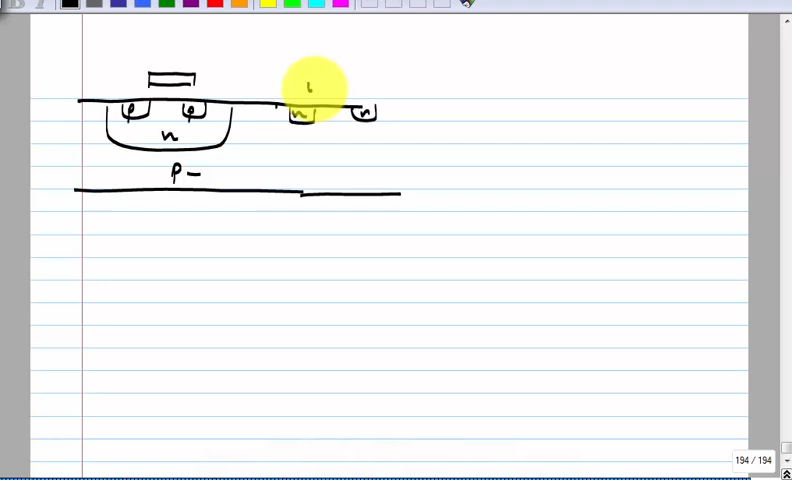 p p n n
n
p -
194 / 194